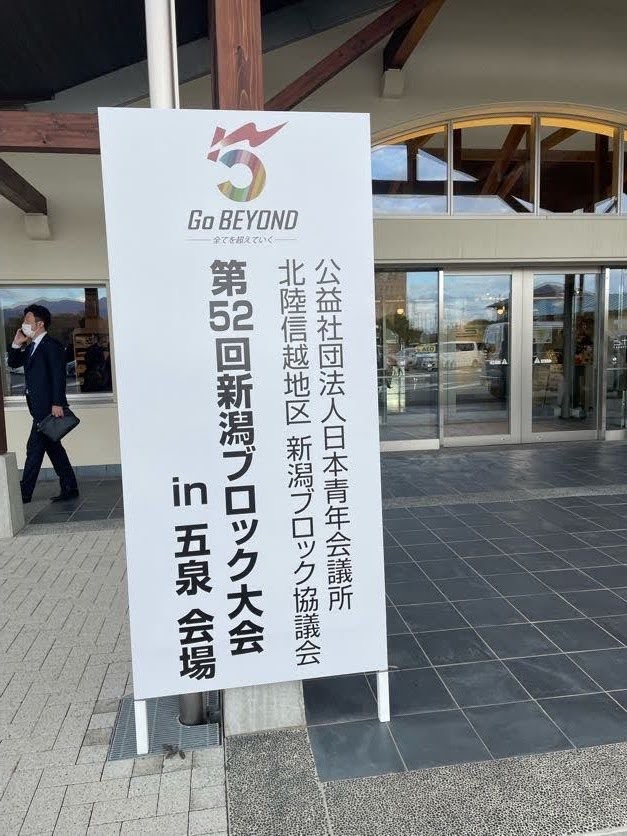 5
Go BEYOND
全てを超えていく
公益社団法人日本青年会議所
北陸信越地区 新潟ブロック協議会
第52回新潟ブロック大会
in 五泉 会場